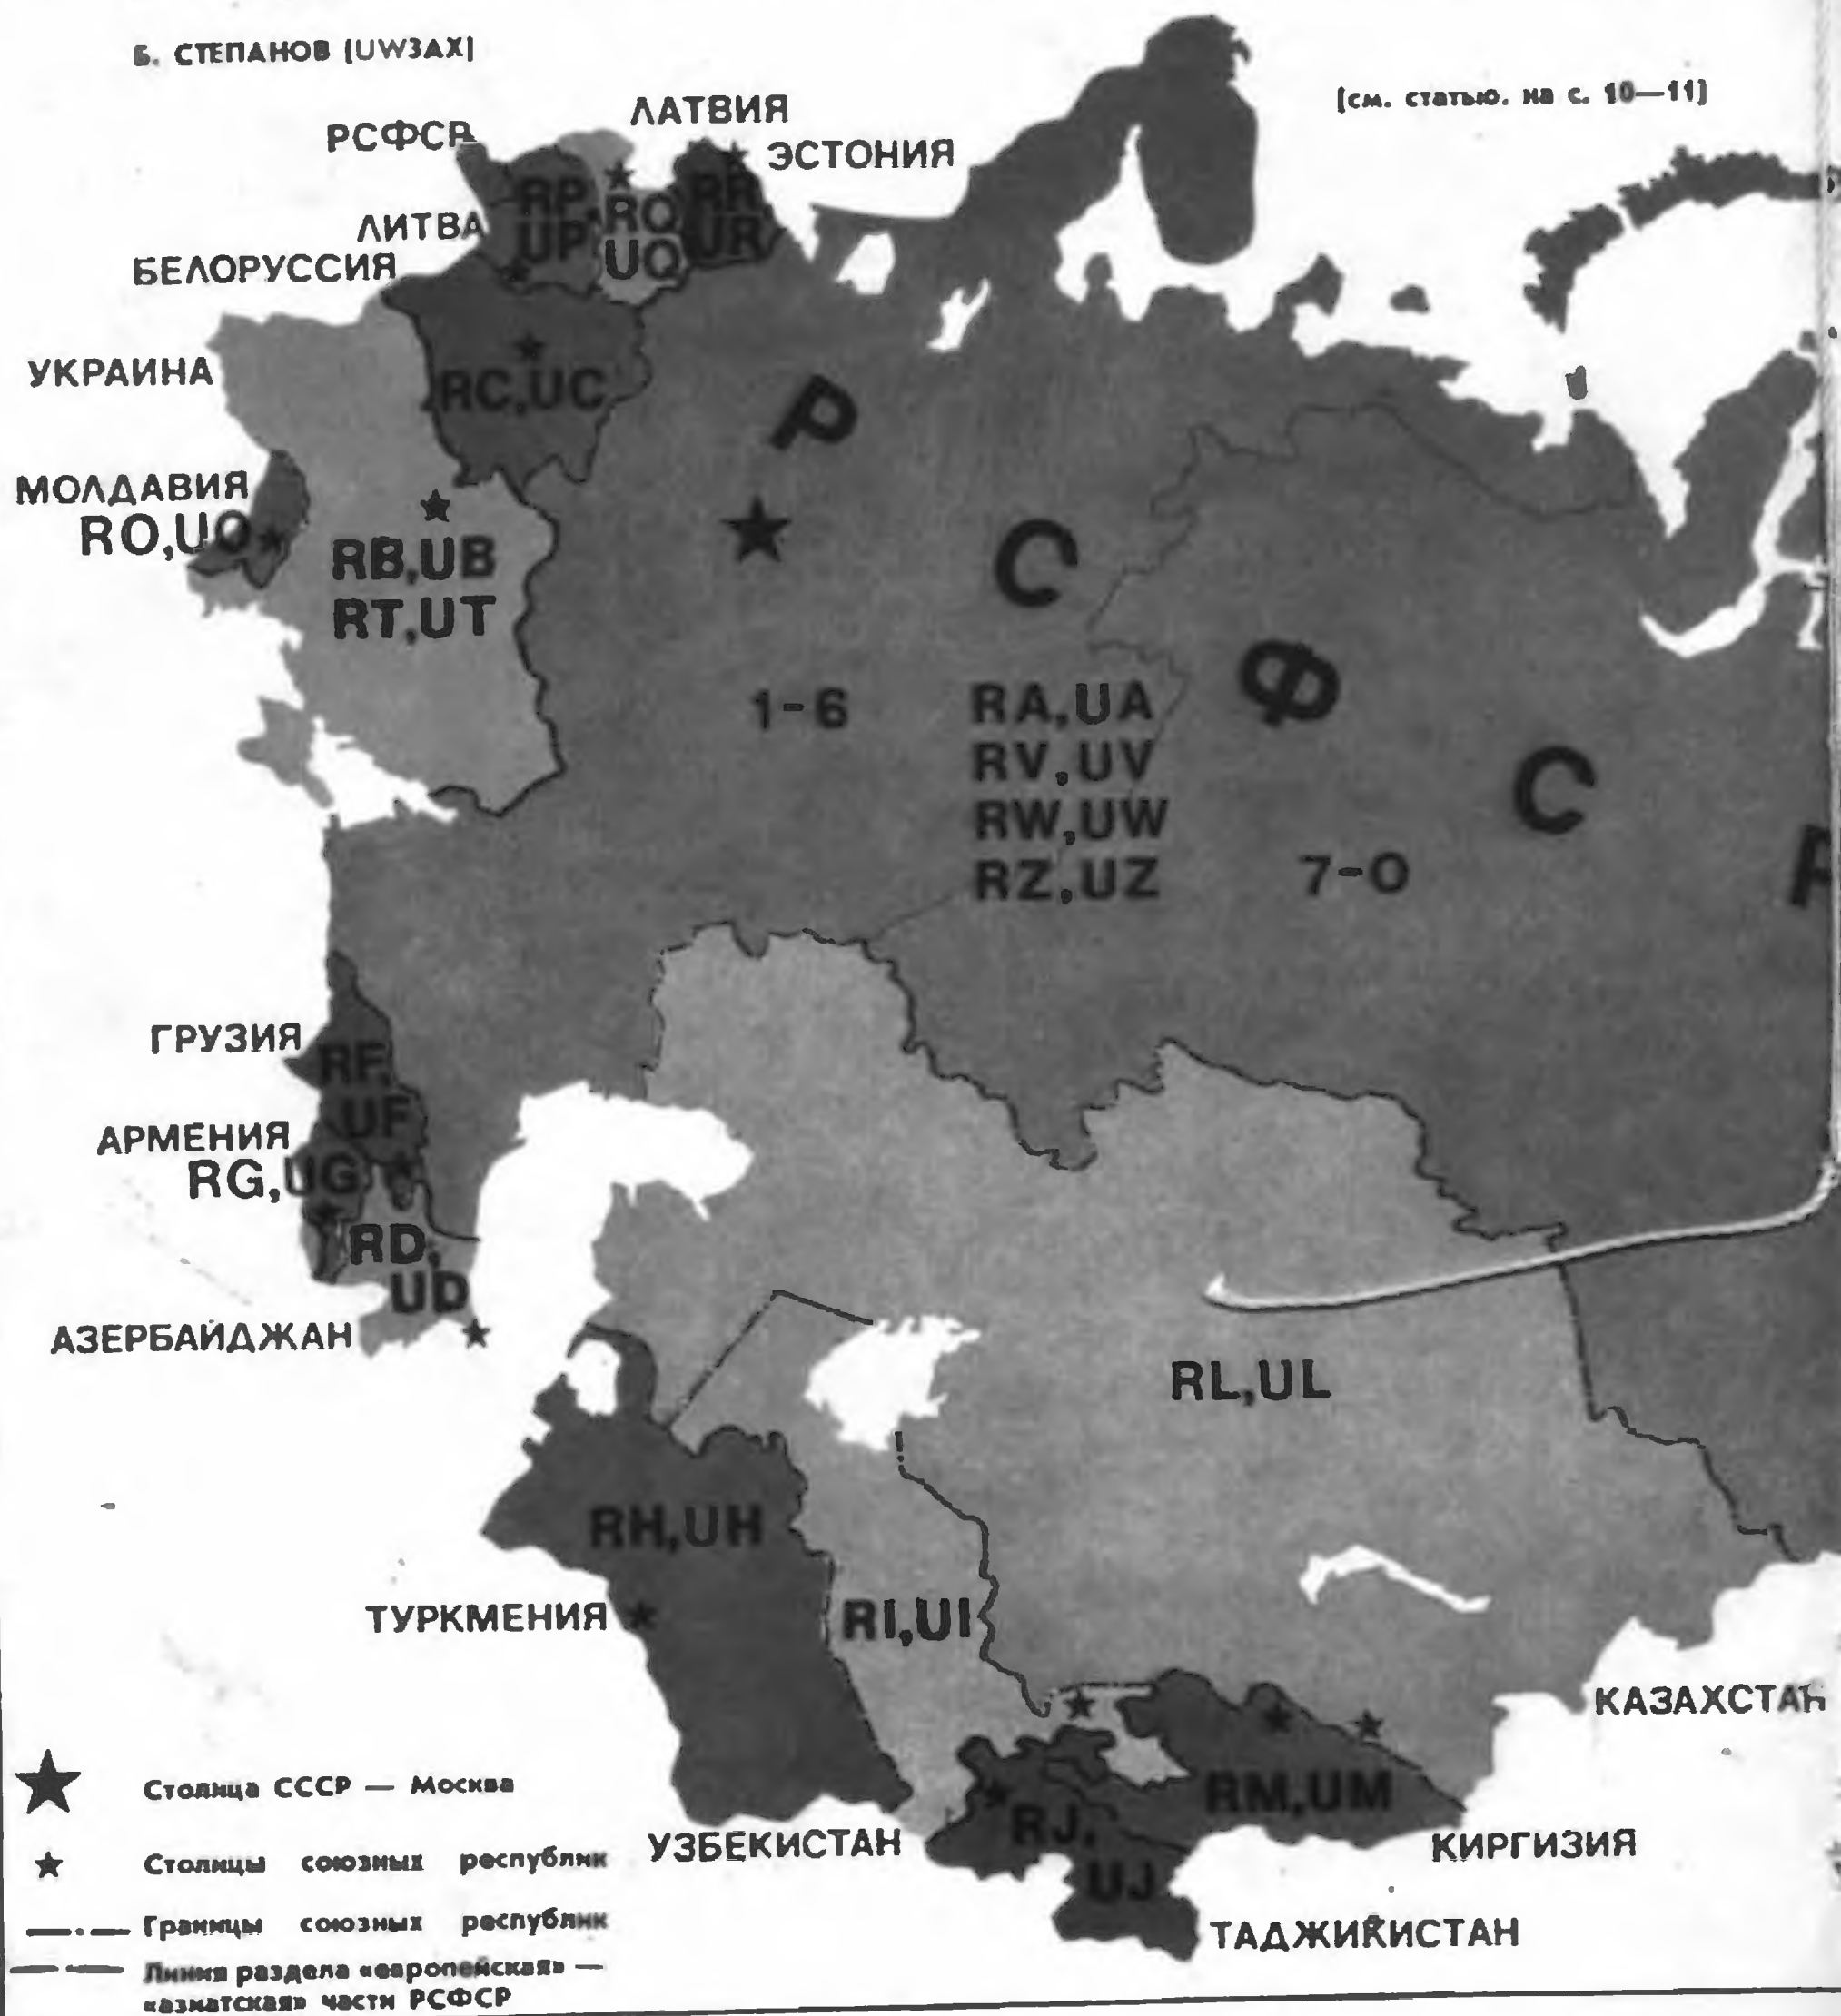 Б. СТЕПАНОВ (UW3AX)
[см. статью. на с. 10—11]
ЛАТВИЯ
РСФСР
ЭСТОНИЯ
RP
UP
RQ
UQ
RR
UR
ЛИТВА
БЕЛОРУССИЯ
УКРАИНА
RC,UC
МОЛДАВИЯ
RO,UO
RB,UB
RT,UT
Р С Ф С Р
1-6
RA,UA
RV,UV
RW,UW
RZ,UZ
7-0
ГРУЗИЯ
RF,
UF
АРМЕНИЯ
RG,UG
RD,
UD
АЗЕРБАЙДЖАН
RL,UL
RH,UH
ТУРКМЕНИЯ
RI,UI
КАЗАХСТАН
RM,UM
RJ,
UJ
УЗБЕКИСТАН
КИРГИЗИЯ
ТАДЖИКИСТАН
Столица СССР — Москва
Столицы союзных республик
Границы союзных республик
Линия раздела «европейская» —
«азиатская» части РСФСР